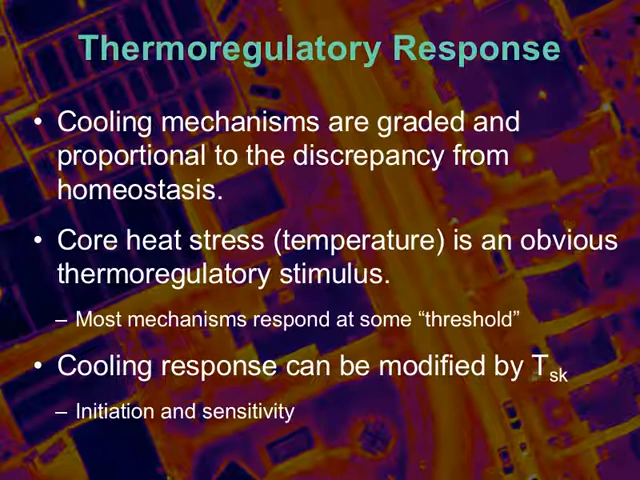 Thermoregulatory Response
• Cooling mechanisms are graded and
proportional to the discrepancy from
homeostasis.
• Core heat stress (temperature) is an obvious
thermoregulatory stimulus.
– Most mechanisms respond at some “threshold”
• Cooling response can be modified by Tsk
– Initiation and sensitivity